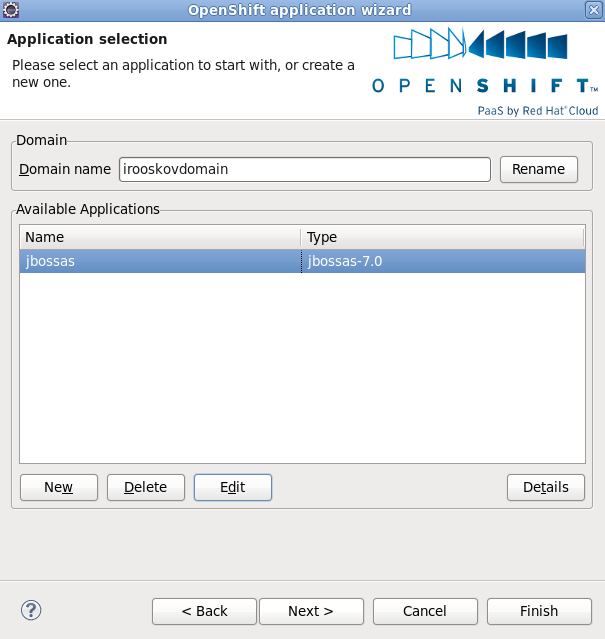 OpenShift application wizard
Application selection
Please select an application to start with, or create a
new one.
OPENSHIFT™
PaaS by Red Hat® Cloud
Domain
Domain name irooskovdomain Rename
Available Applications
Name Type
jbossas jbossas-7.0
New Delete Edit Details
? < Back Next > Cancel Finish